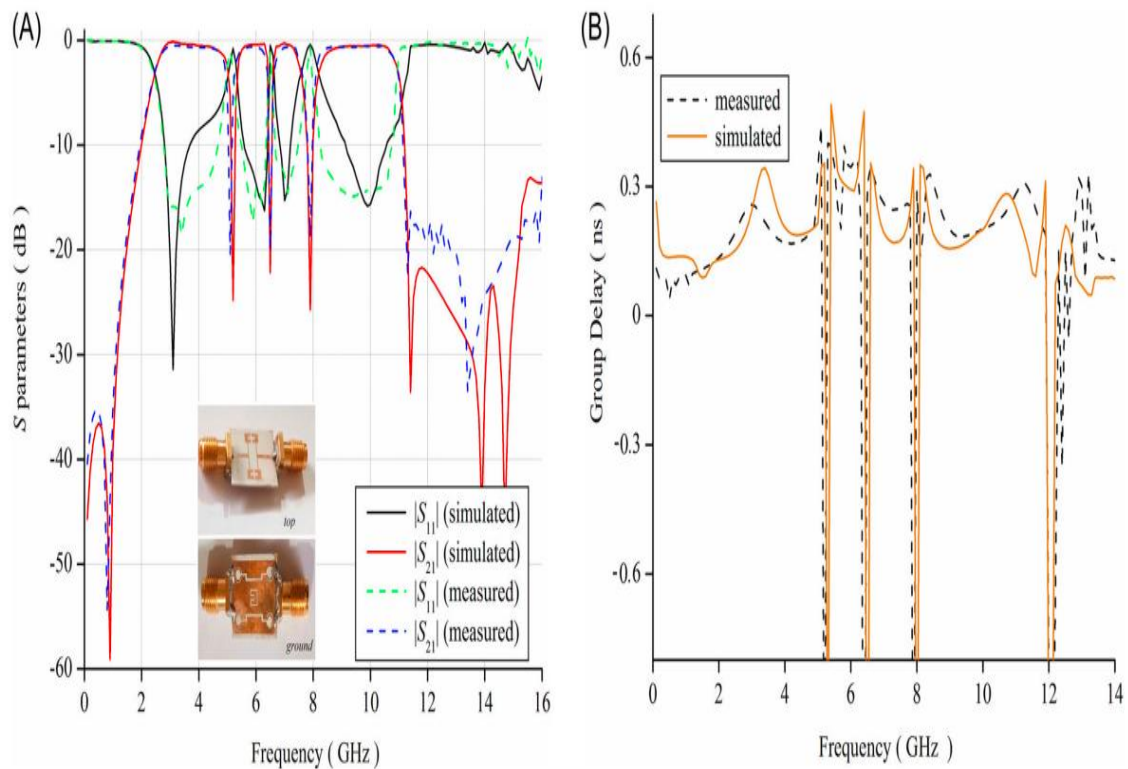 (A)
0
-10
-20
-30
-40
-50
-60
S parameters ( dB )
0 2 4 6 8 10 12 14 16
Frequency ( GHz )
top
ground
|S11| (simulated)
|S21| (simulated)
|S11| (measured)
|S21| (measured)
(B)
0.6
0.3
0
-0.3
-0.6
Group Delay ( ns )
measured
simulated
0 2 4 6 8 10 12 14
Frequency ( GHz )